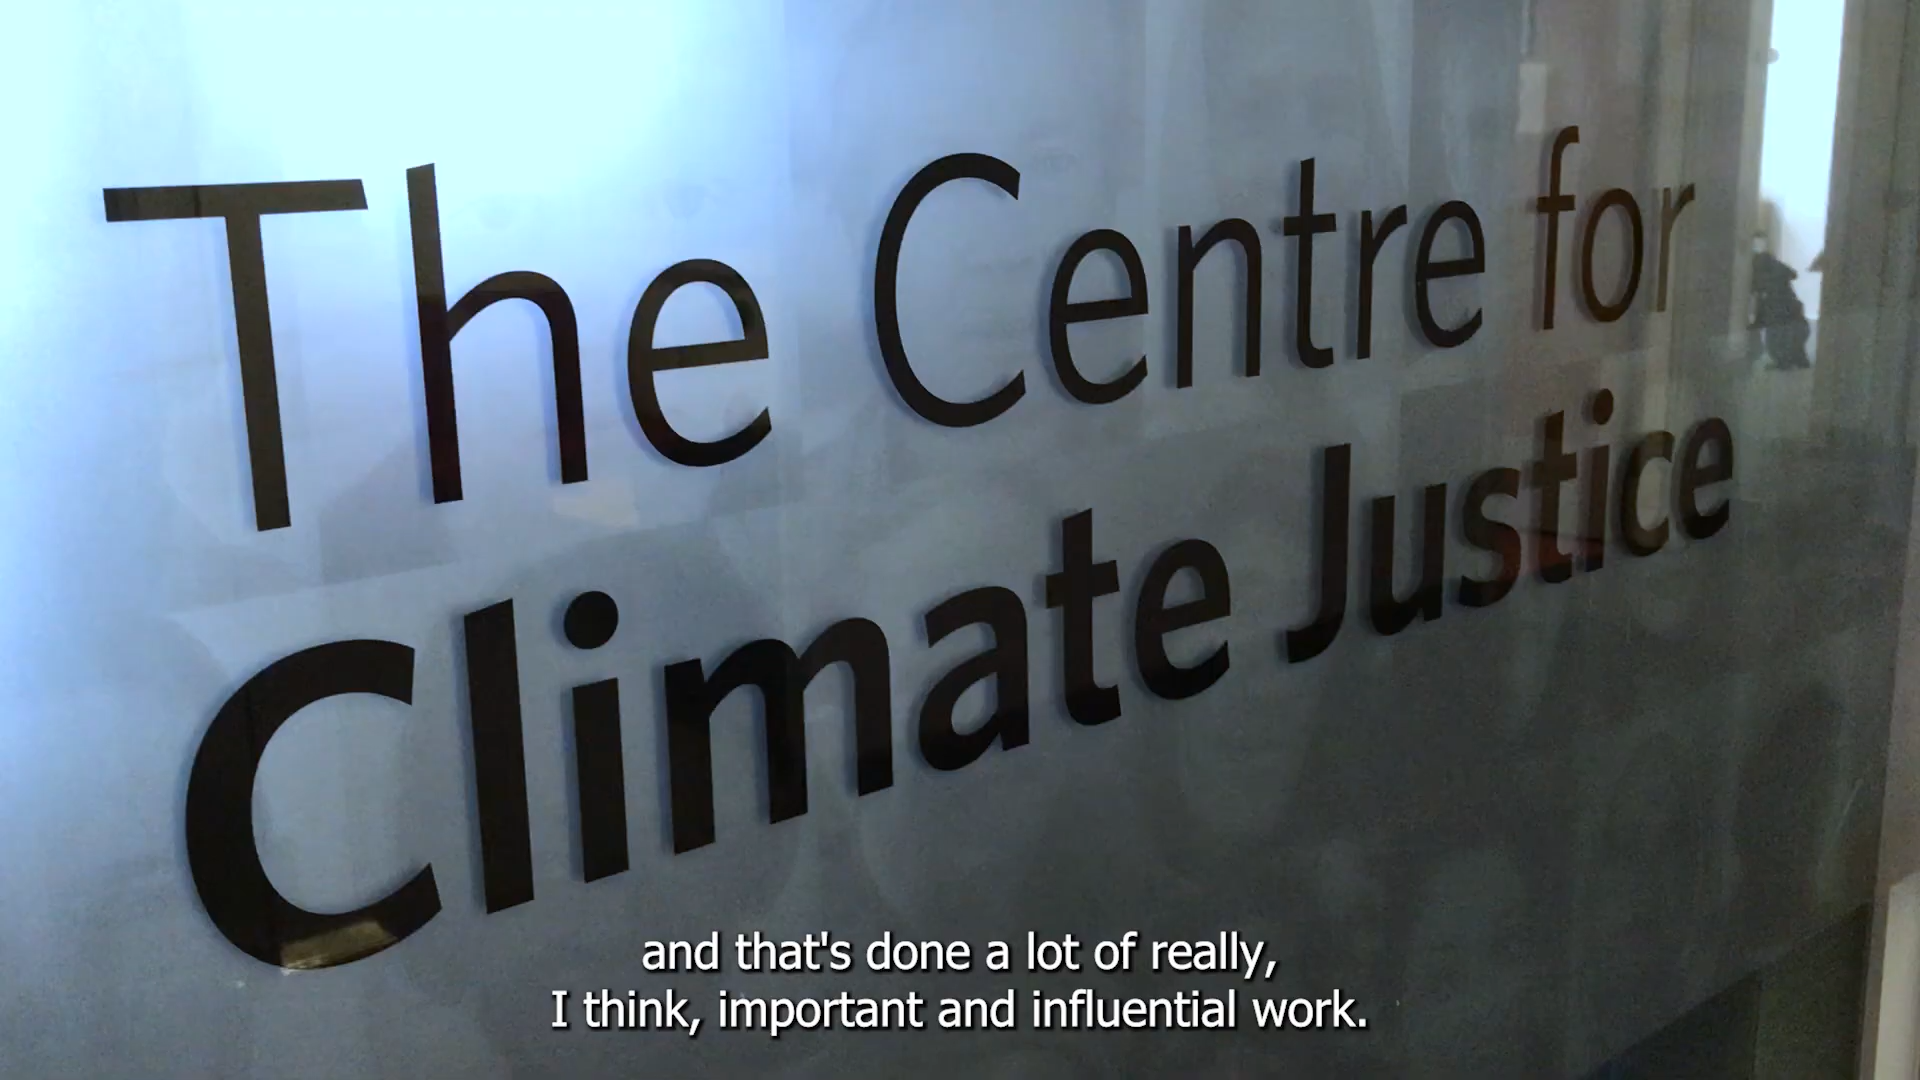 The Centre for
Climate Justice
and that's done a lot of really,
I think, important and influential work.